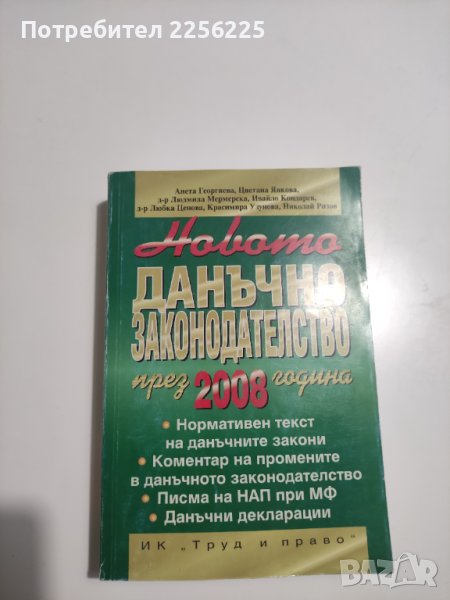 Потребител 2256225
Анета Георгиева, Цветана Янкова,
д-р Людмила Мермерска, Ивайло Кондарев,
д-р Любка Ценова, Красимира Узунова, Николай Ризов
Новото
ДАНЪЧНО
ЗАКОНОДАТЕЛСТВО
през 2008 година
• Нормативен текст
на данъчните закони
• Коментар на промените
в данъчното законодателство
• Писма на НАП при МФ
• Данъчни декларации
ИК „Труд и право"
BAZAR